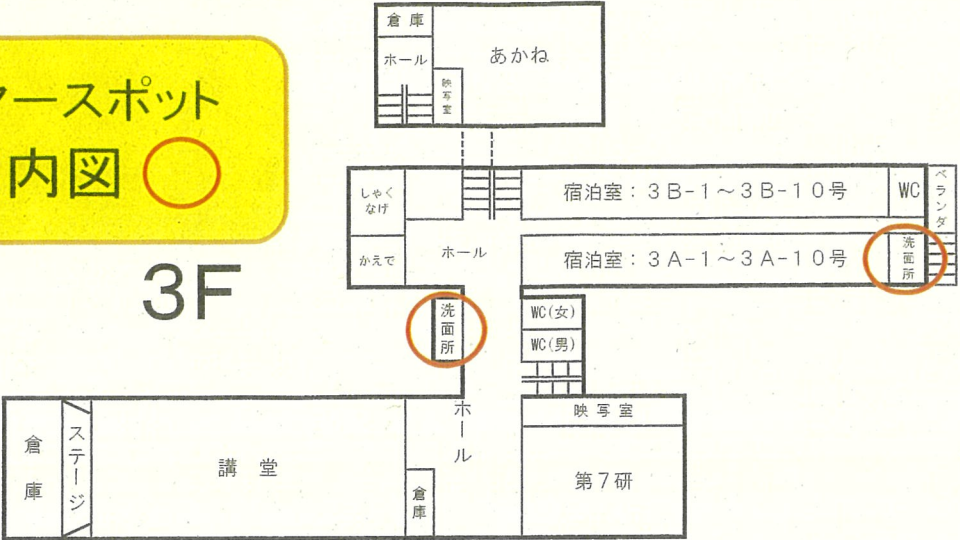 ースポット
内図
3F
倉庫
ホール
映写室
あかね
しゃくなげ
かえで
ホール
宿泊室:3B-1~3B-10号
WC
ベランダ
宿泊室:3A-1~3A-10号
洗面所
洗面所
WC(女)
WC(男)
ホール
映写室
倉庫
ステージ
講堂
倉庫
第7研